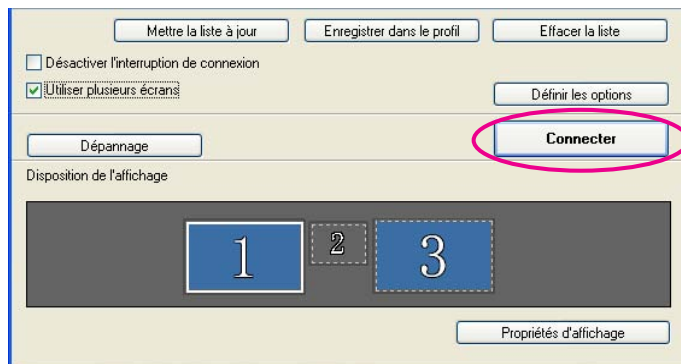 Mettre la liste à jour Enregistrer dans le profil Effacer la liste
Désactiver l'interruption de connexion
Utiliser plusieurs écrans
Définir les options
Dépannage Connecter
Disposition de l'affichage
1 2 3
Propriétés d'affichage